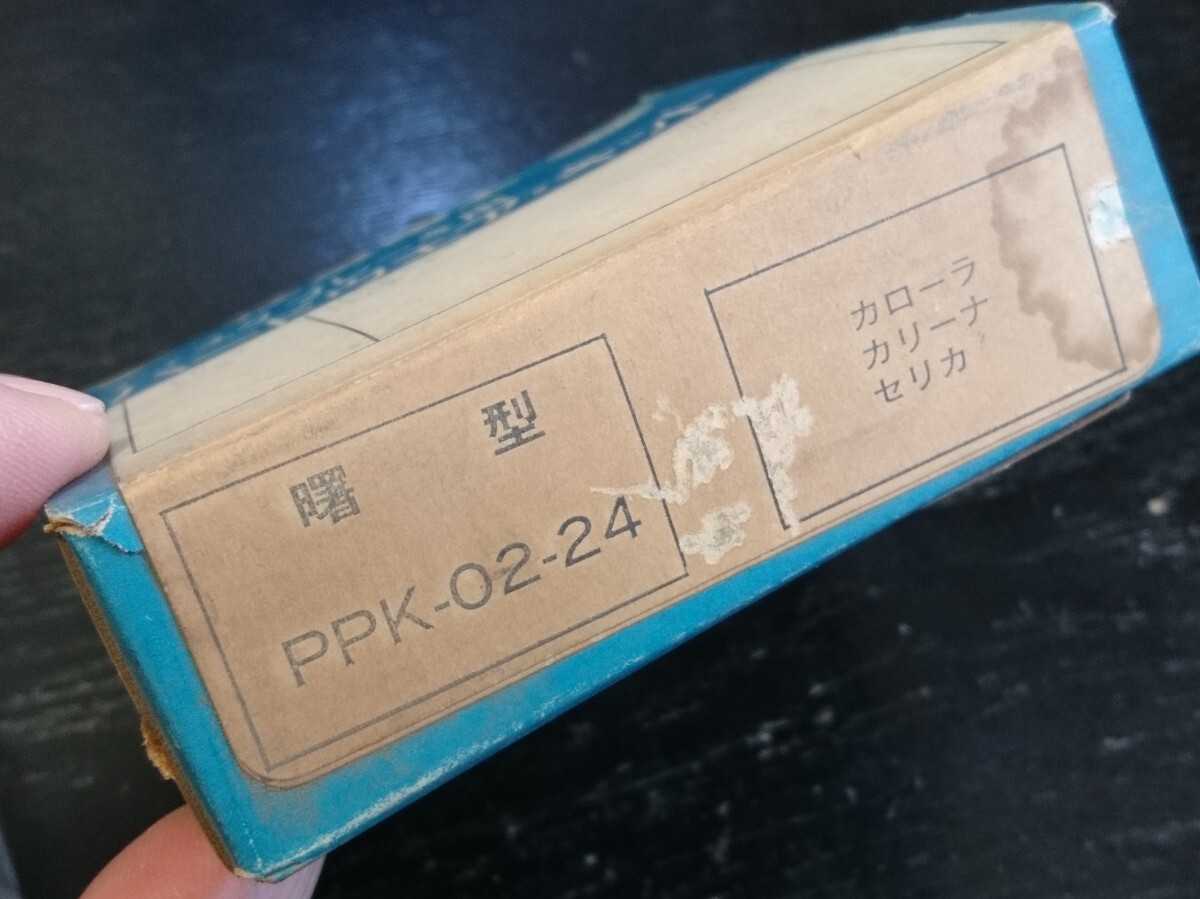 曙 型
PPK-02-24
カローラ
カリーナ
セリカ